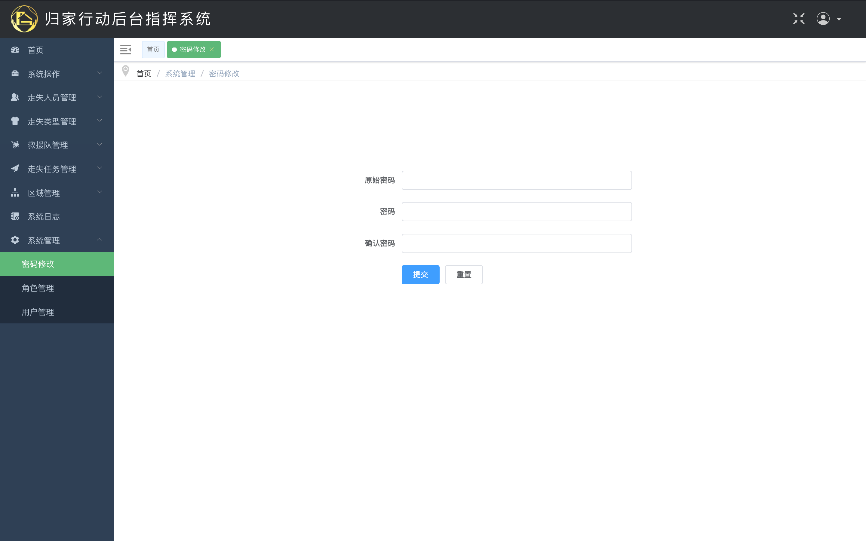 归家行动后台指挥系统
首页
系统操作
走失人员管理
走失类型管理
救援队管理
走失任务管理
区域管理
系统日志
系统管理
密码修改
角色管理
用户管理
首页 密码修改 ×
首页 / 系统管理 / 密码修改
原始密码
密码
确认密码
提交 重置